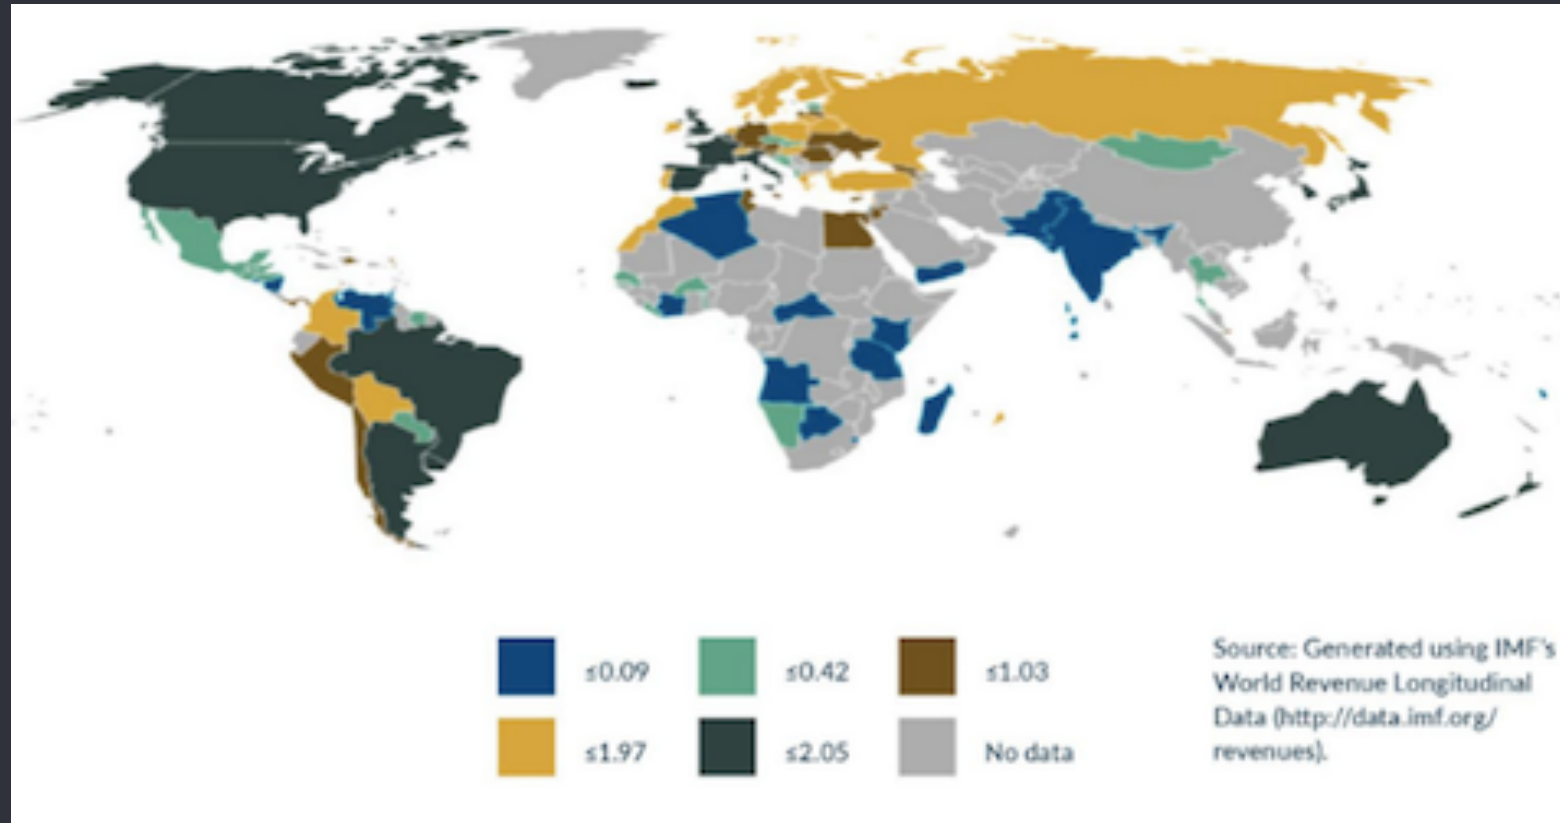 ≤0.09
≤0.42
≤1.03
≤1.97
≤2.05
No data
Source: Generated using IMF's
World Revenue Longitudinal
Data (http://data.imf.org/
revenues).